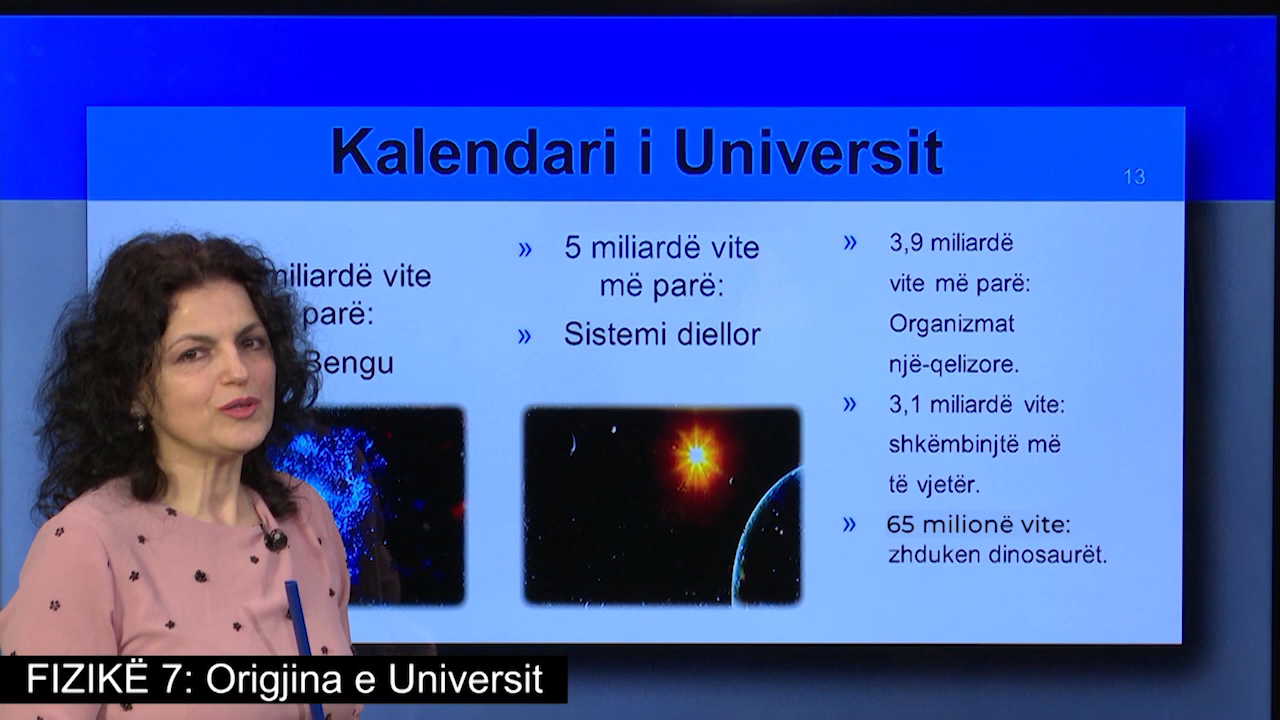 Kalendari i Universit
13
vite
parë:
Bengu
» 5 miliardë vite
më parë:
» Sistemi diellor
» 3,9 miliardë
vite më parë:
Organizmat
një-qelizore.
» 3,1 miliardë vite:
shkëmbinjtë më
të vjetër.
» 65 milionë vite:
zhduken dinosaurët.
FIZIKË 7: Origjina e Universit